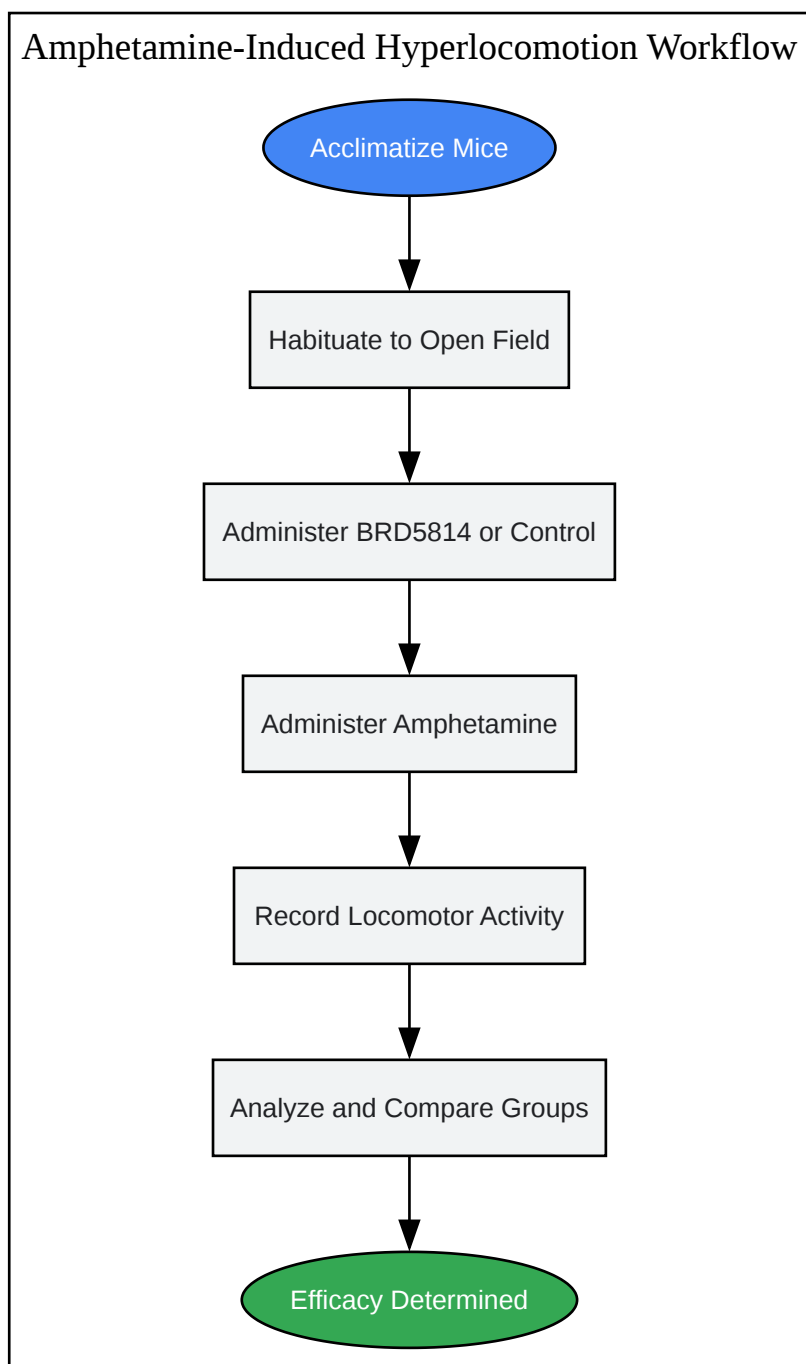 Amphetamine-Induced Hyperlocomotion Workflow
Acclimatize Mice
Habituate to Open Field
Administer BRD5814 or Control
Administer Amphetamine
Record Locomotor Activity
Analyze and Compare Groups
Efficacy Determined